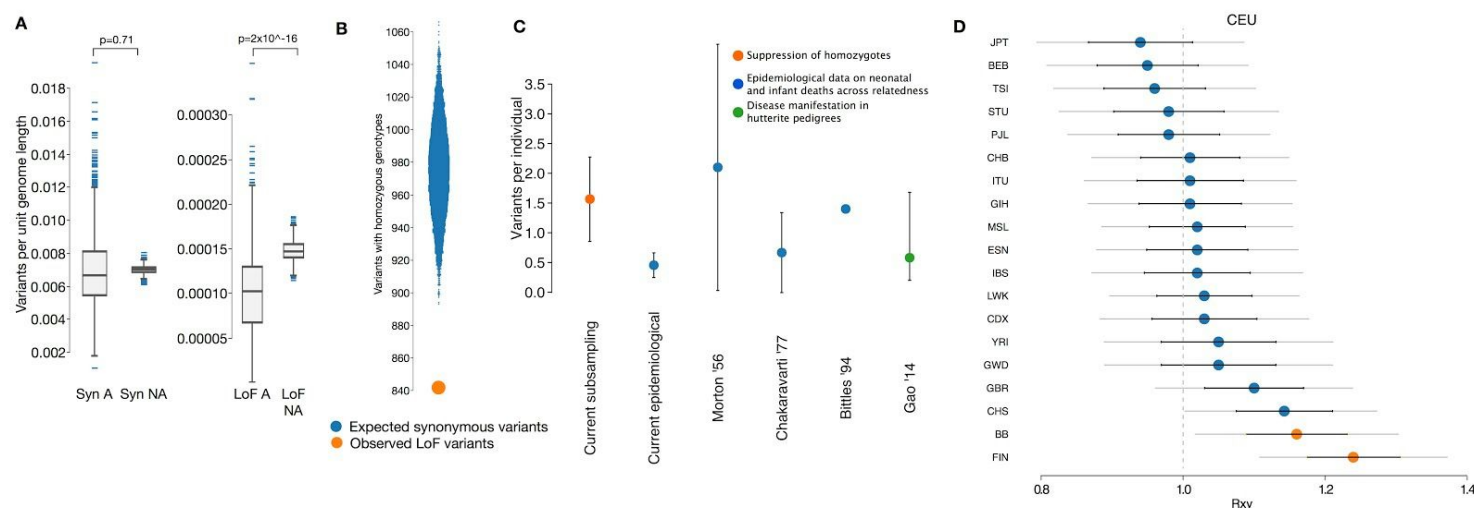 A
p=0.71
p=2x10^-16
Variants per unit genome length
0.018
0.016
0.014
0.012
0.010
0.008
0.006
0.004
0.002
Syn A
Syn NA
0.00030
0.00025
0.00020
0.00015
0.00010
0.00005
LoF A
LoF
NA
B
Variants with homozygous genotypes
1060
1040
1020
1000
980
960
940
920
900
880
860
840
Expected synonymous variants
Observed LoF variants
C
Suppression of homozygotes
Epidemiological data on neonatal
and infant deaths across relatedness
Disease manifestation in
hutterite pedigrees
Variants per individual
3.5
3.0
2.5
2.0
1.5
1.0
0.5
0.0
Current subsampling
Current epidemiological
Morton '56
Chakaravarti '77
Bittles '94
Gao '14
D
CEU
JPT
BEB
TSI
STU
PJL
CHB
ITU
GIH
MSL
ESN
IBS
LWK
CDX
YRI
GWD
GBR
CHS
BB
FIN
0.8
1.0
1.2
1.4
Rxy